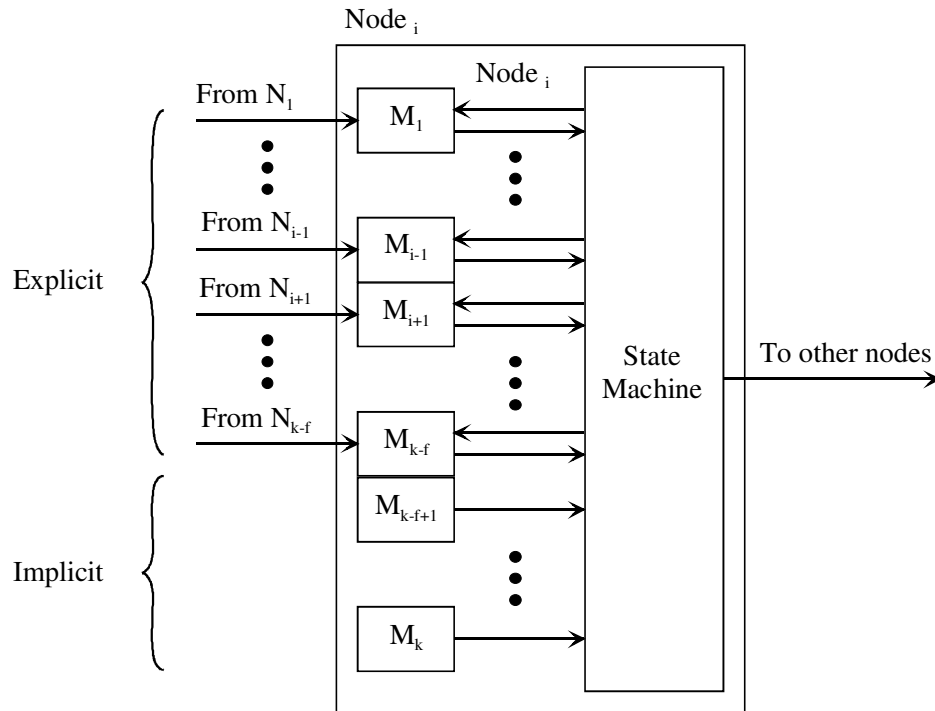 Node i
Node i
From N1
M1
From Ni-1
Mi-1
Explicit
From Ni+1
Mi+1
State
Machine
To other nodes
From Nk-f
Mk-f
Mk-f+1
Implicit
Mk